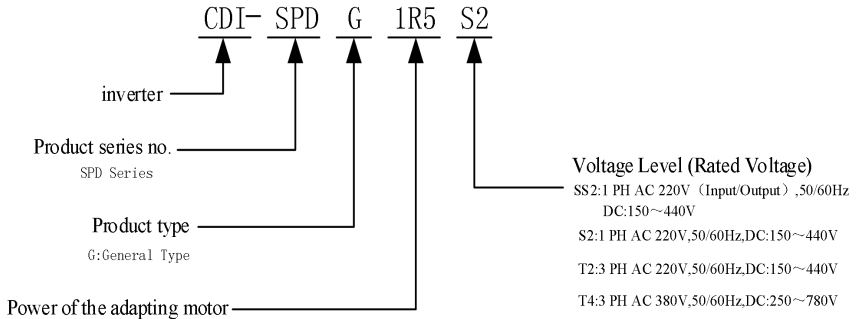 CDI- SPD G 1R5 S2
inverter
Product series no.
SPD Series
Product type
G:General Type
Power of the adapting motor
Voltage Level (Rated Voltage)
SS2:1 PH AC 220V（Input/Output）,50/60Hz
DC:150～440V
S2:1 PH AC 220V,50/60Hz,DC:150～440V
T2:3 PH AC 220V,50/60Hz,DC:150～440V
T4:3 PH AC 380V,50/60Hz,DC:250～780V